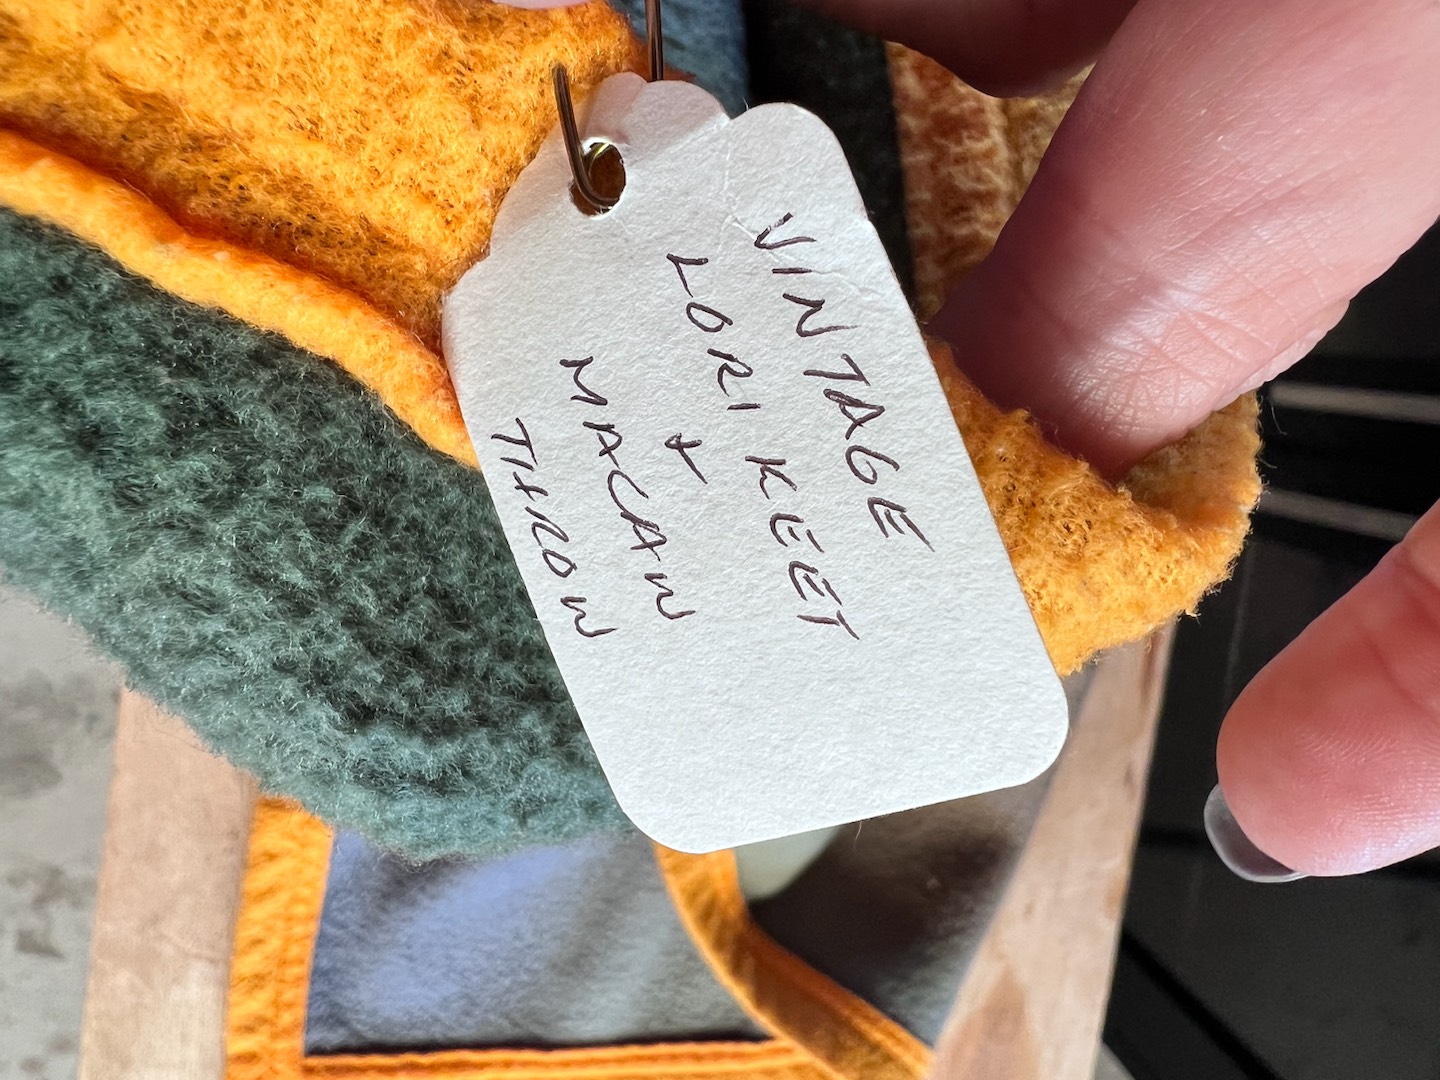 VINTAGE
LORIKEET
+
MACAW
THROW